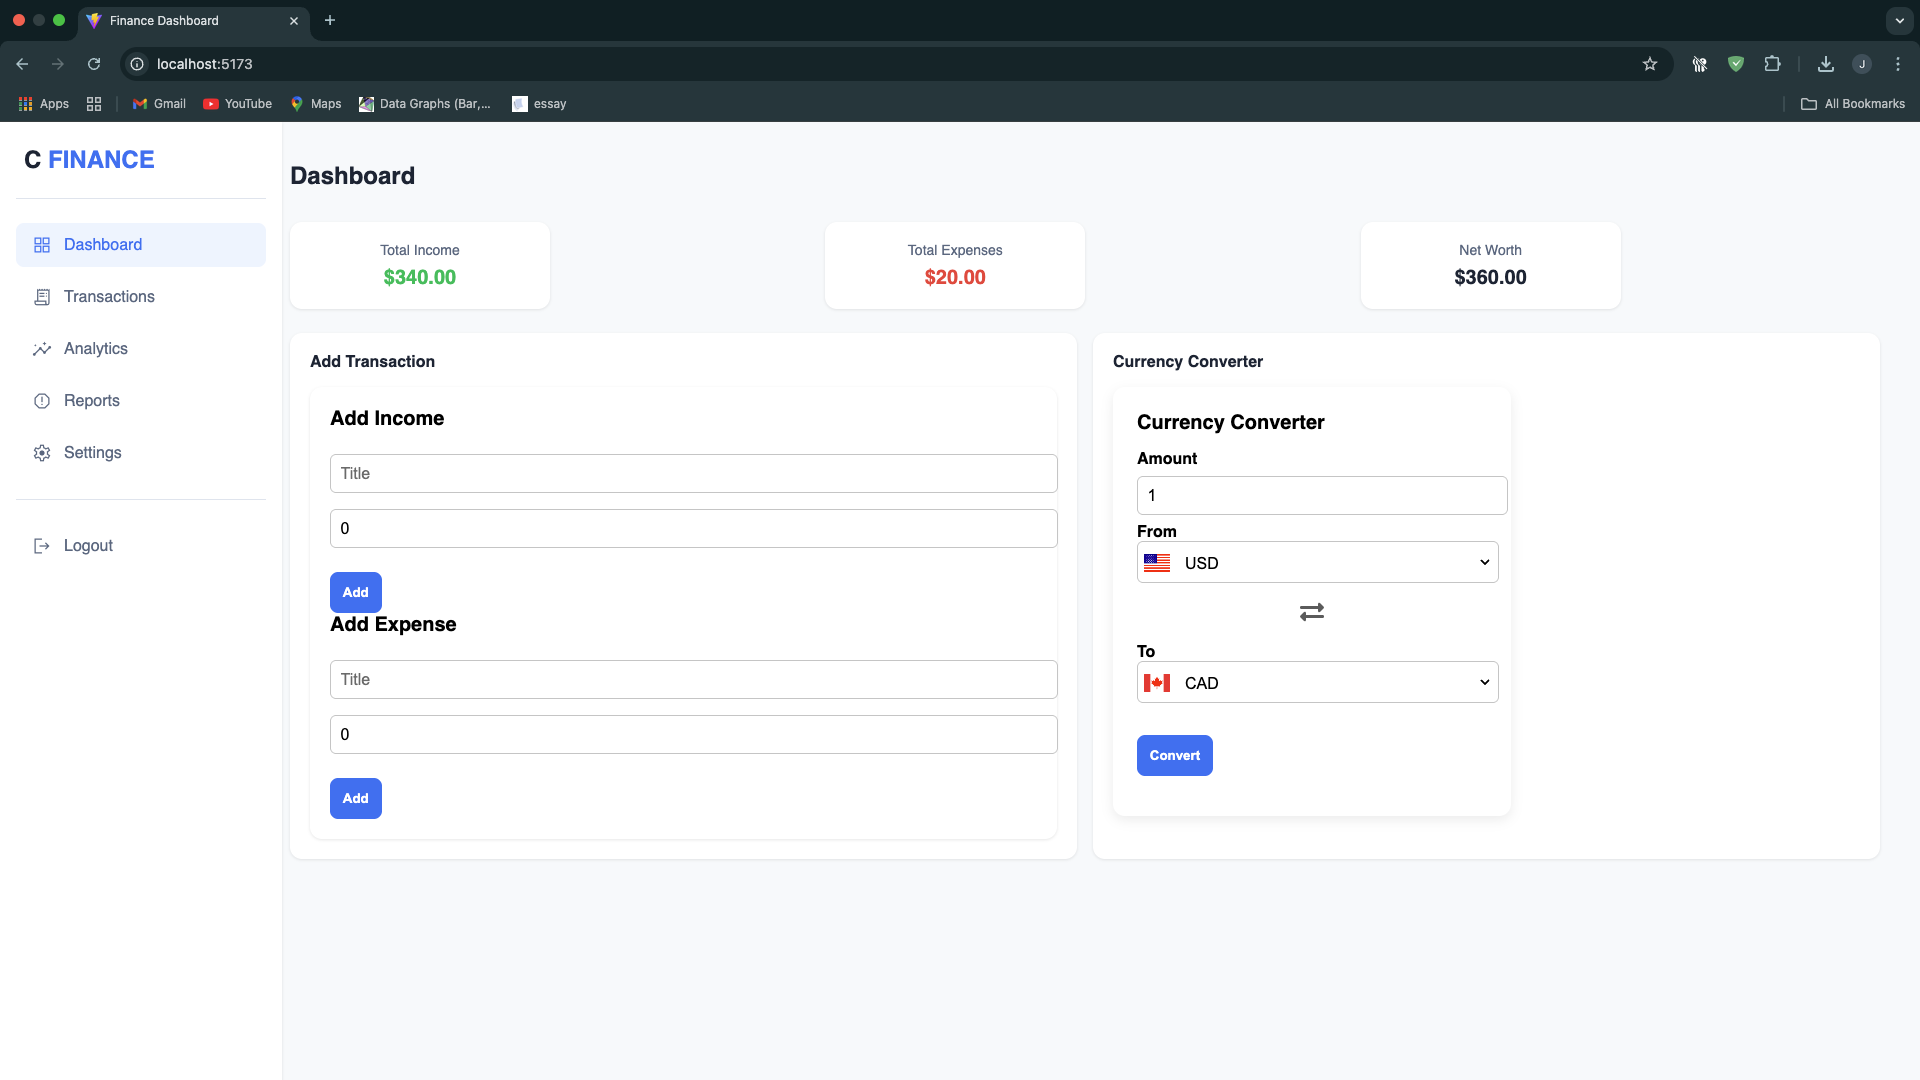 Finance Dashboard
localhost:5173
J
Apps
Gmail
YouTube
Maps
Data Graphs (Bar,...
essay
All Bookmarks
C FINANCE
Dashboard
Transactions
Analytics
Reports
Settings
Logout
Dashboard
Total Income
$340.00
Total Expenses
$20.00
Net Worth
$360.00
Add Transaction
Add Income
Title
0
Add
Add Expense
Title
0
Add
Currency Converter
Currency Converter
Amount
1
From
USD
To
CAD
Convert